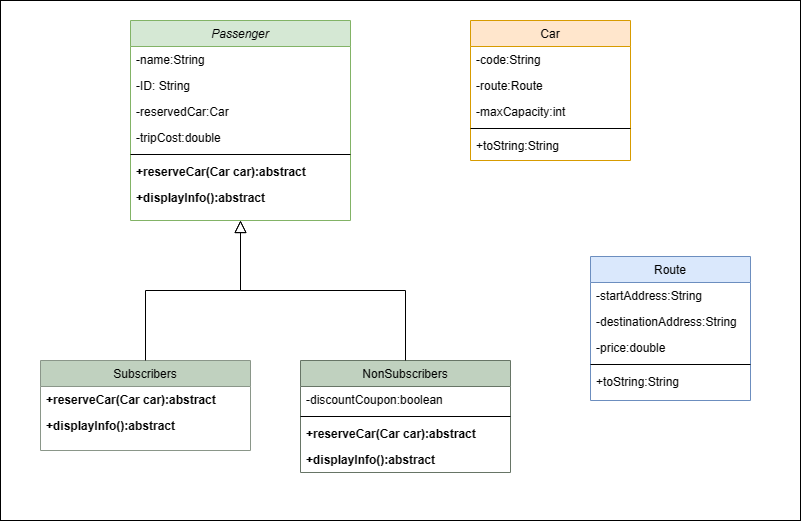 Passenger
-name:String
-ID: String
-reservedCar:Car
-tripCost:double
+reserveCar(Car car):abstract
+displayInfo():abstract
Car
-code:String
-route:Route
-maxCapacity:int
+toString:String
Route
-startAddress:String
-destinationAddress:String
-price:double
+toString:String
Subscribers
+reserveCar(Car car):abstract
+displayInfo():abstract
NonSubscribers
-discountCoupon:boolean
+reserveCar(Car car):abstract
+displayInfo():abstract